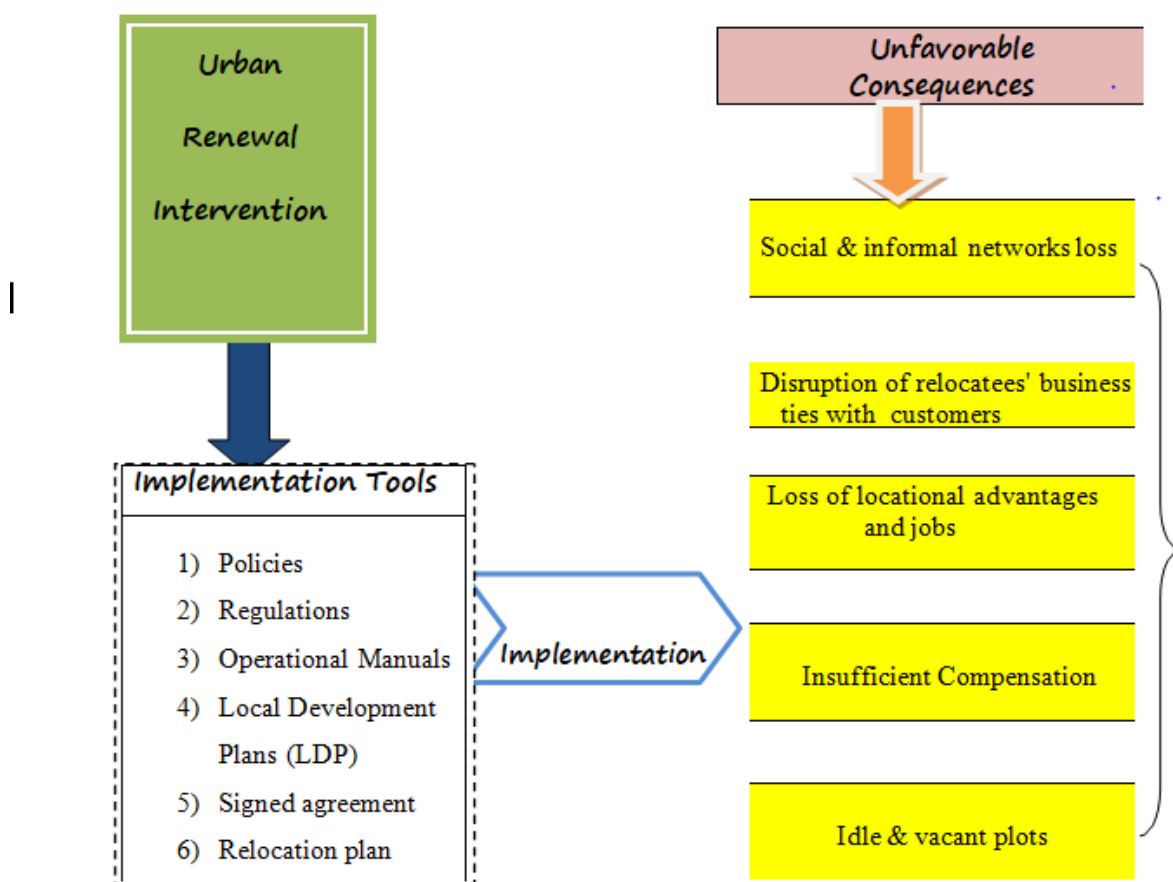 Urban
Renewal
Intervention
Implementation Tools
1) Policies
2) Regulations
3) Operational Manuals
4) Local Development
Plans (LDP)
5) Signed agreement
6) Relocation plan
Implementation
Unfavorable
Consequences
Social & informal networks loss
Disruption of relocatees' business
ties with customers
Loss of locational advantages
and jobs
Insufficient Compensation
Idle & vacant plots